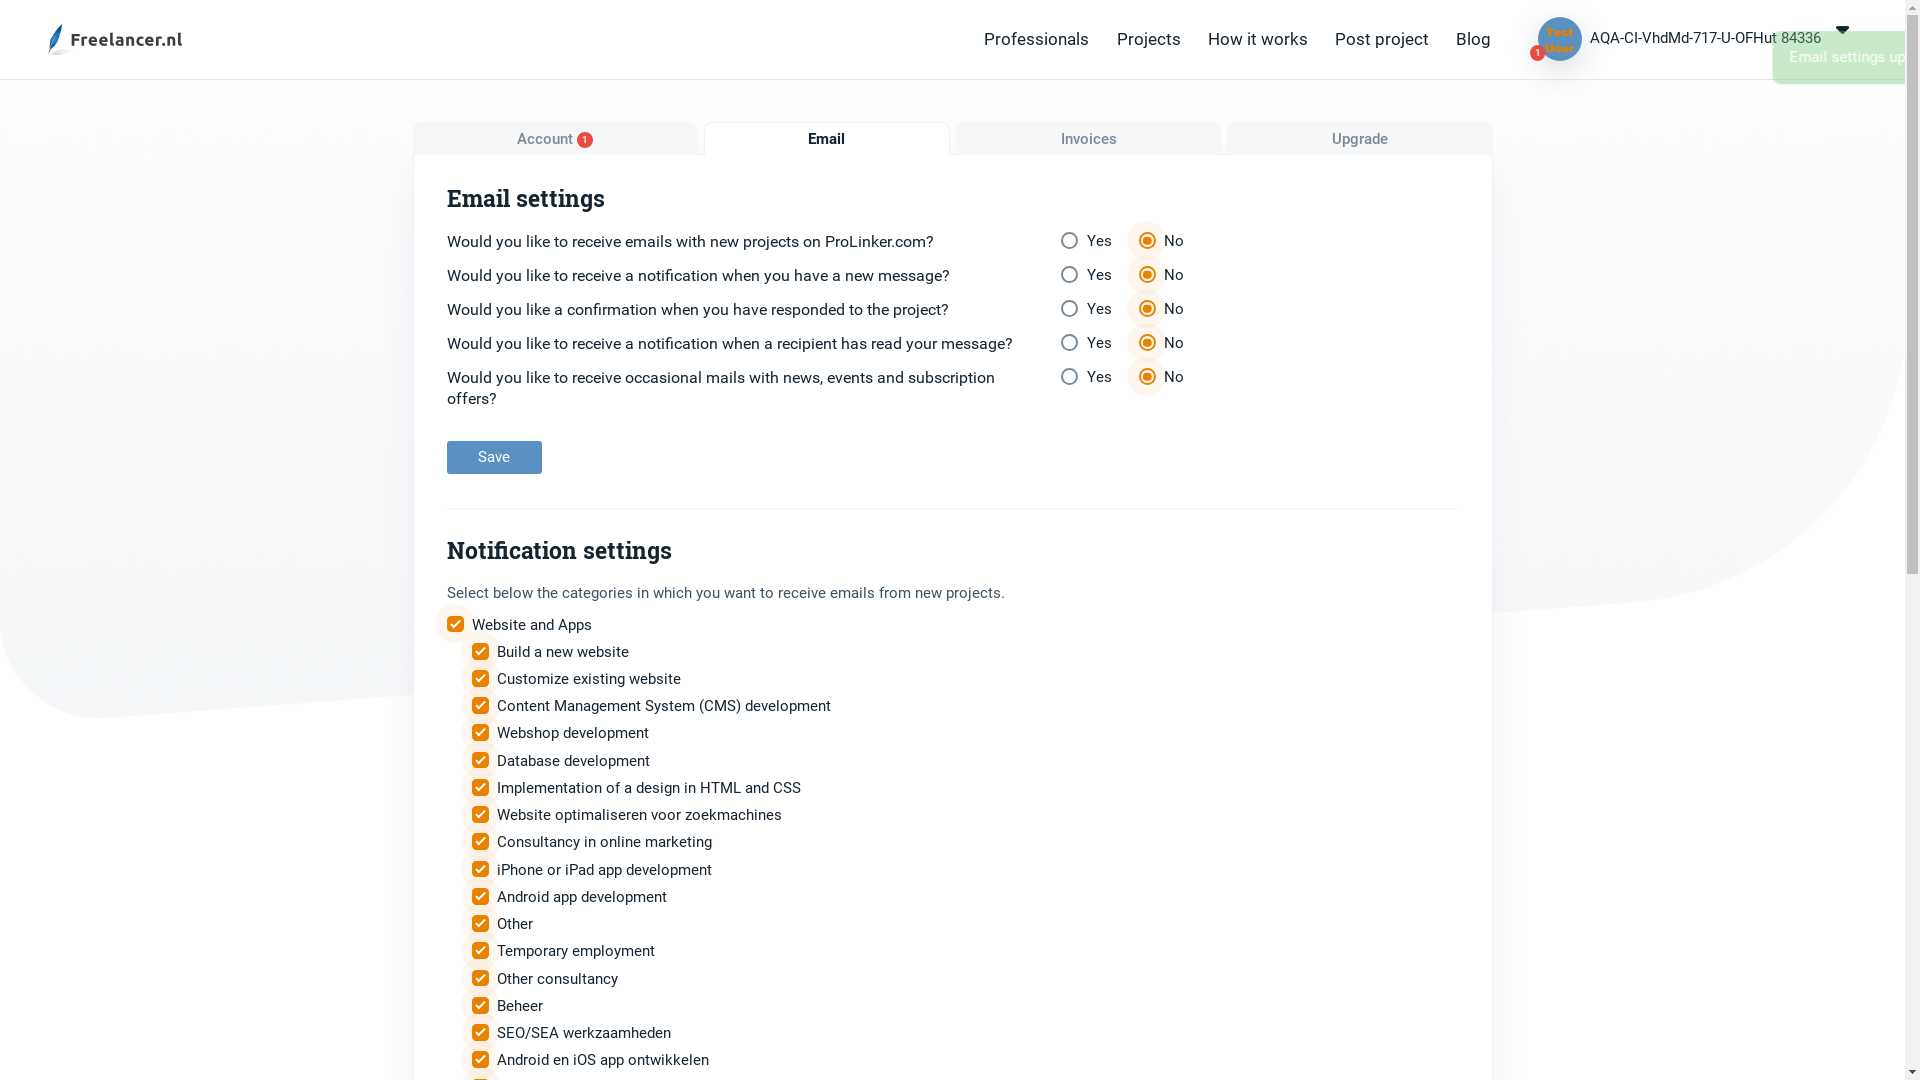 Freelancer.nl
Professionals
Projects
How it works
Post project
Blog
Test
User
1
AQA-CI-VhdMd-717-U-OFHut 84336
Email settings up
Account 1
Email
Invoices
Upgrade
Email settings
Would you like to receive emails with new projects on ProLinker.com?
Yes No
Would you like to receive a notification when you have a new message?
Yes No
Would you like a confirmation when you have responded to the project?
Yes No
Would you like to receive a notification when a recipient has read your message?
Yes No
Would you like to receive occasional mails with news, events and subscription
offers?
Yes No
Save
Notification settings
Select below the categories in which you want to receive emails from new projects.
Website and Apps
Build a new website
Customize existing website
Content Management System (CMS) development
Webshop development
Database development
Implementation of a design in HTML and CSS
Website optimaliseren voor zoekmachines
Consultancy in online marketing
iPhone or iPad app development
Android app development
Other
Temporary employment
Other consultancy
Beheer
SEO/SEA werkzaamheden
Android en iOS app ontwikkelen